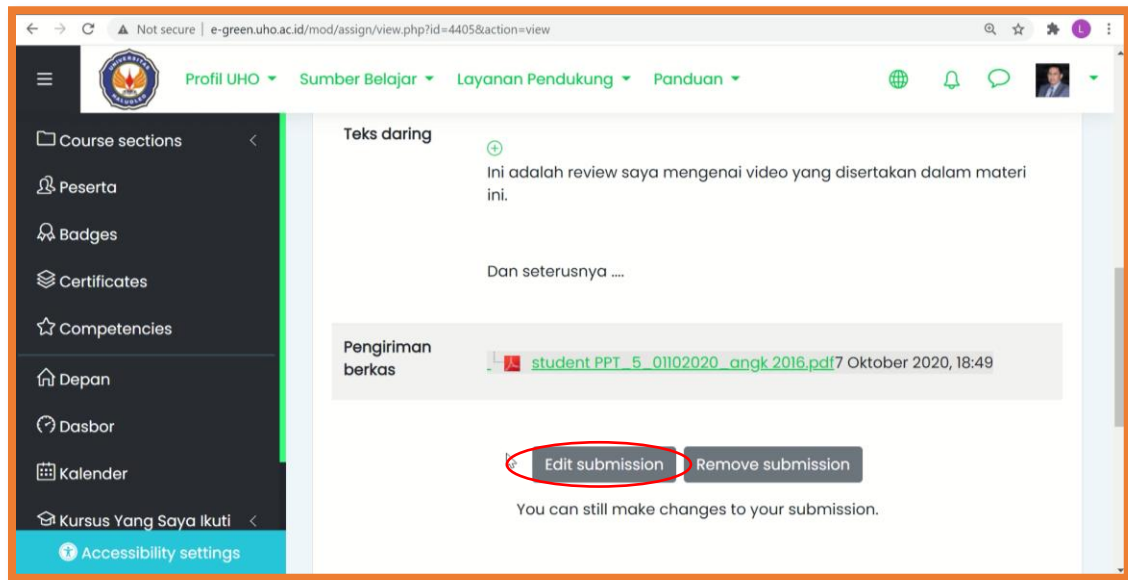 Not secure | e-green.uho.ac.id/mod/assign/view.php?id=4405&action=view
L
Profil UHO Sumber Belajar Layanan Pendukung Panduan
Course sections
Peserta
Badges
Certificates
Competencies
Depan
Dasbor
Kalender
Kursus Yang Saya Ikuti
Accessibility settings
Teks daring
Ini adalah review saya mengenai video yang disertakan dalam materi
ini.
Dan seterusnya ....
Pengiriman
berkas
student PPT_5_01102020_angk 2016.pdf7 Oktober 2020, 18:49
Edit submission Remove submission
You can still make changes to your submission.